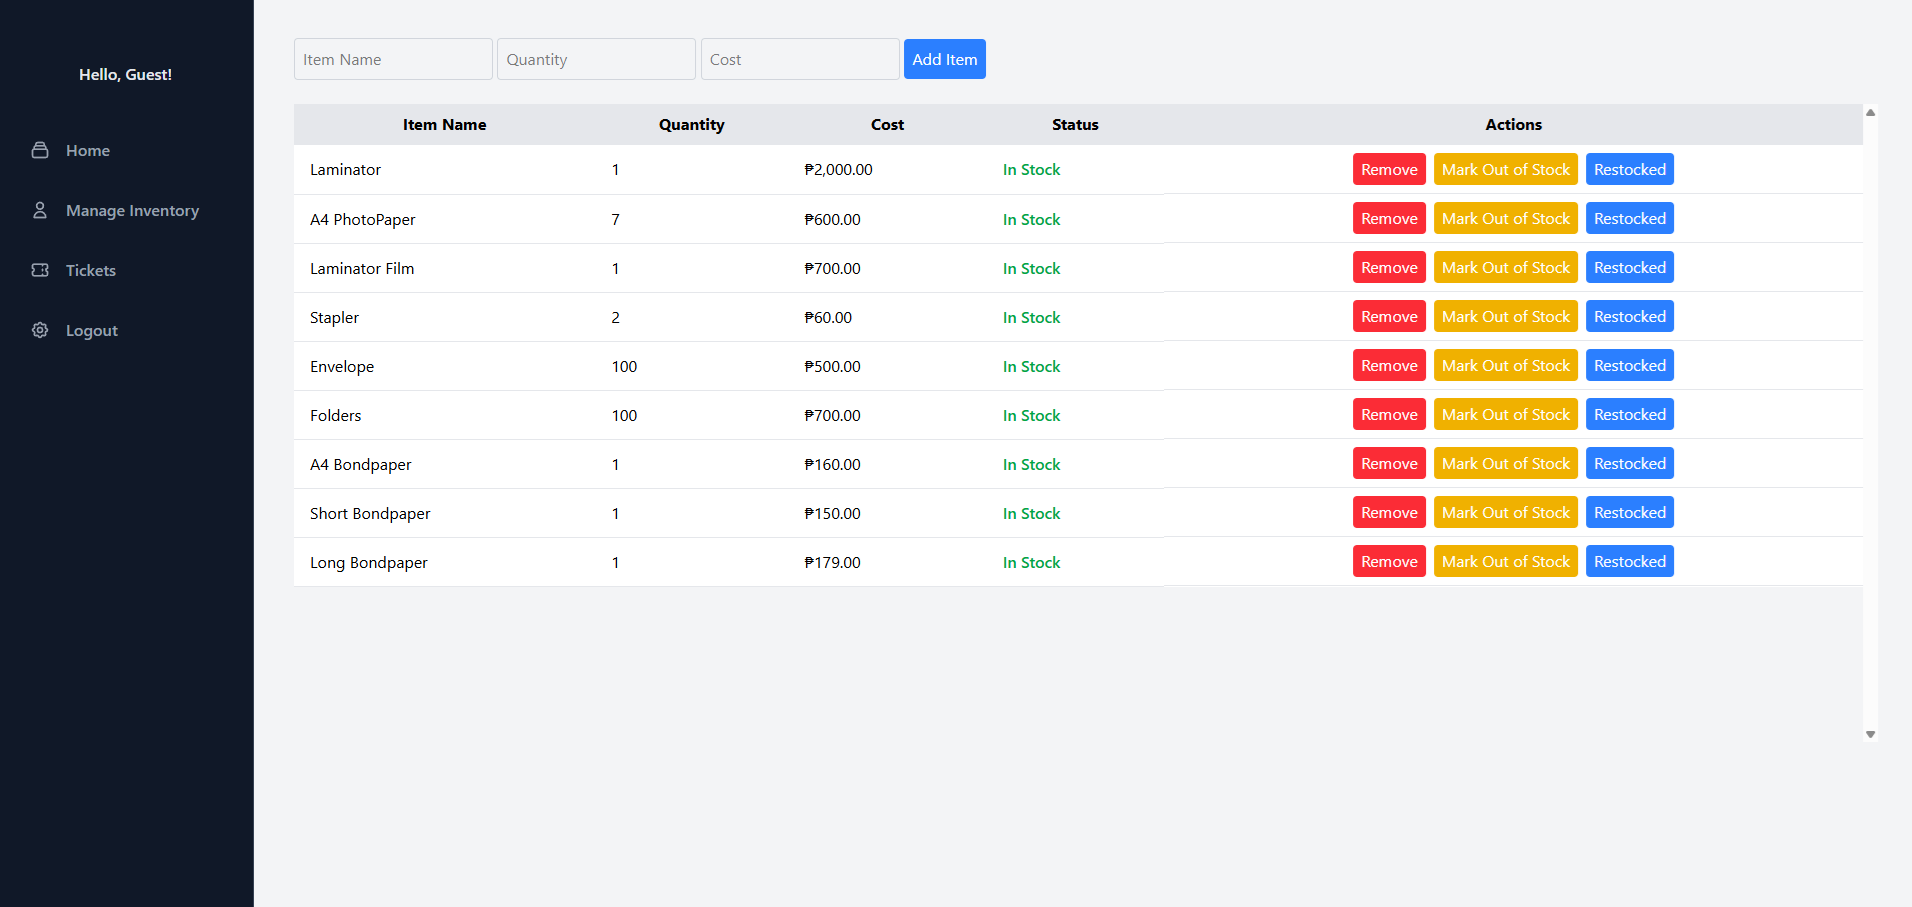 Hello, Guest!
Home
Manage Inventory
Tickets
Logout
Item Name Quantity Cost Add Item
Item Name Quantity Cost Status Actions
Laminator 1 ₱2,000.00 In Stock Remove Mark Out of Stock Restocked
A4 PhotoPaper 7 ₱600.00 In Stock Remove Mark Out of Stock Restocked
Laminator Film 1 ₱700.00 In Stock Remove Mark Out of Stock Restocked
Stapler 2 ₱60.00 In Stock Remove Mark Out of Stock Restocked
Envelope 100 ₱500.00 In Stock Remove Mark Out of Stock Restocked
Folders 100 ₱700.00 In Stock Remove Mark Out of Stock Restocked
A4 Bondpaper 1 ₱160.00 In Stock Remove Mark Out of Stock Restocked
Short Bondpaper 1 ₱150.00 In Stock Remove Mark Out of Stock Restocked
Long Bondpaper 1 ₱179.00 In Stock Remove Mark Out of Stock Restocked